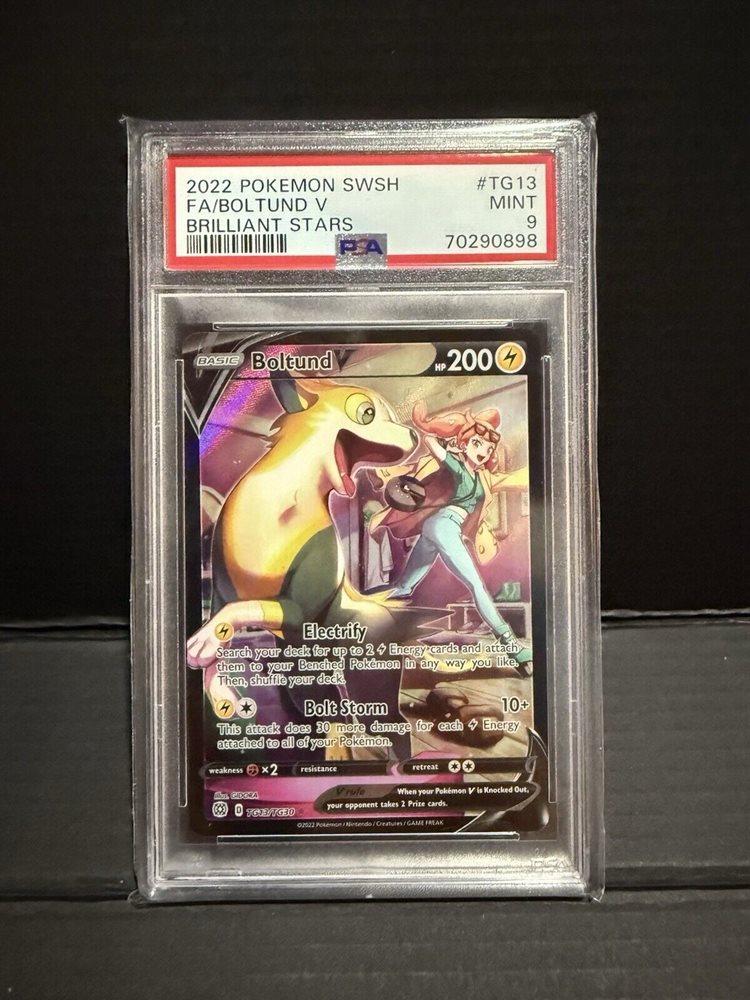 2022 POKEMON SWSH #TG13
FA/BOLTUND V MINT
BRILLIANT STARS 9
PSA 70290898
BASIC Boltund V HP 200
Electrify
Search your deck for up to 2 Energy cards and attach
them to your Benched Pokémon in any way you like.
Then, shuffle your deck.
Bolt Storm 10+
This attack does 30 more damage for each Energy
attached to all of your Pokémon.
weakness ×2 resistance retreat
V rule When your Pokémon V is Knocked Out,
your opponent takes 2 Prize cards.
Illus. GIDORA
D TG13/TG30
©2022 Pokémon / Nintendo / Creatures / GAME FREAK